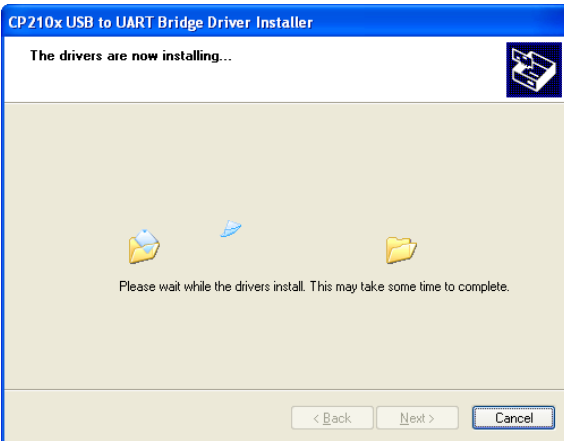 CP210x USB to UART Bridge Driver Installer
The drivers are now installing...
Please wait while the drivers install. This may take some time to complete.
< Back
Next >
Cancel